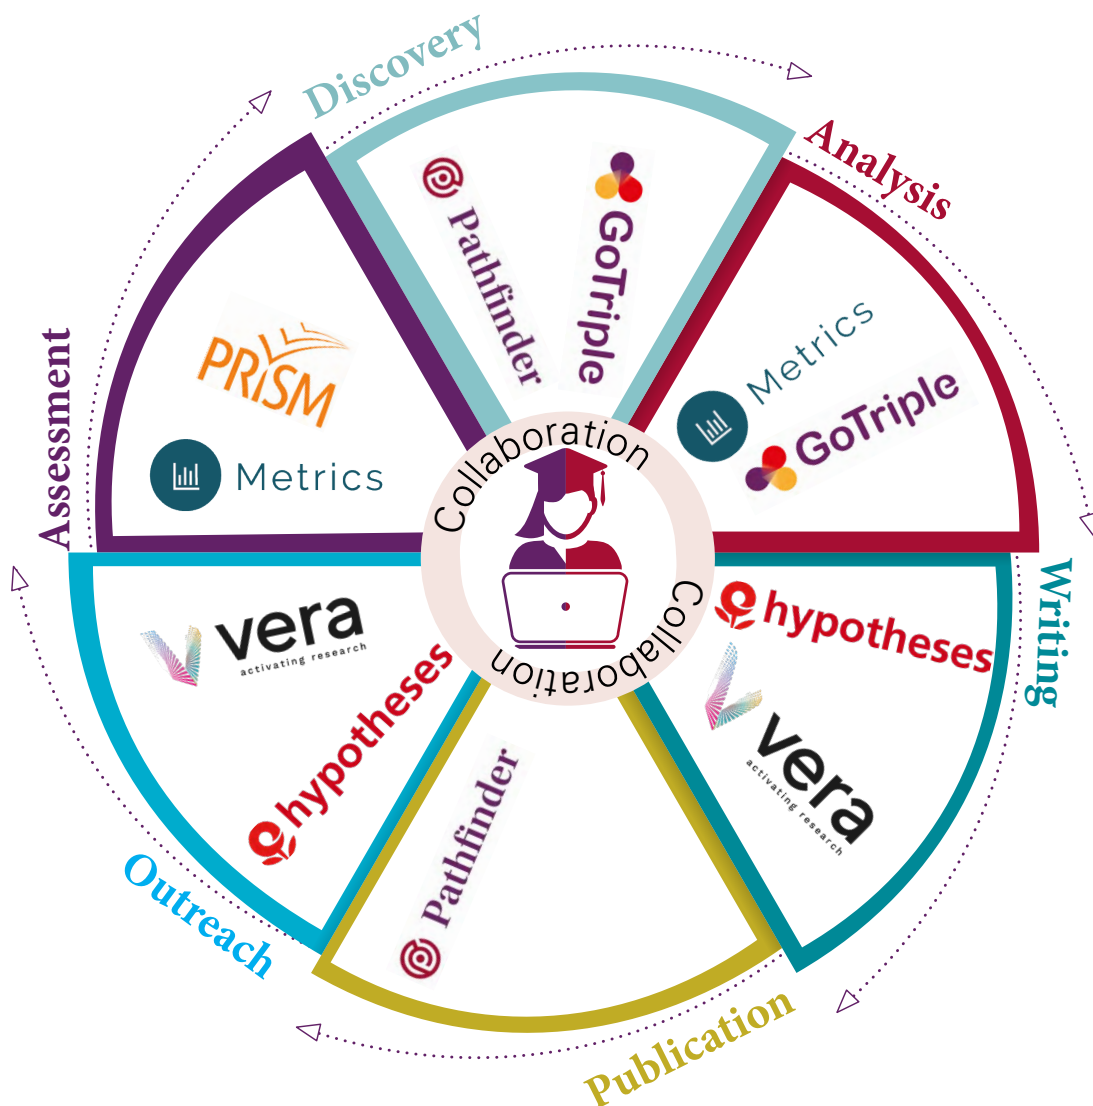 Discovery
Pathfinder
GoTriple
Analysis
Metrics
GoTriple
Writing
hypotheses
vera
activating research
Publication
Pathfinder
Outreach
hypotheses
vera
activating research
Assessment
PRiSM
Metrics
Collaboration
Collaboration